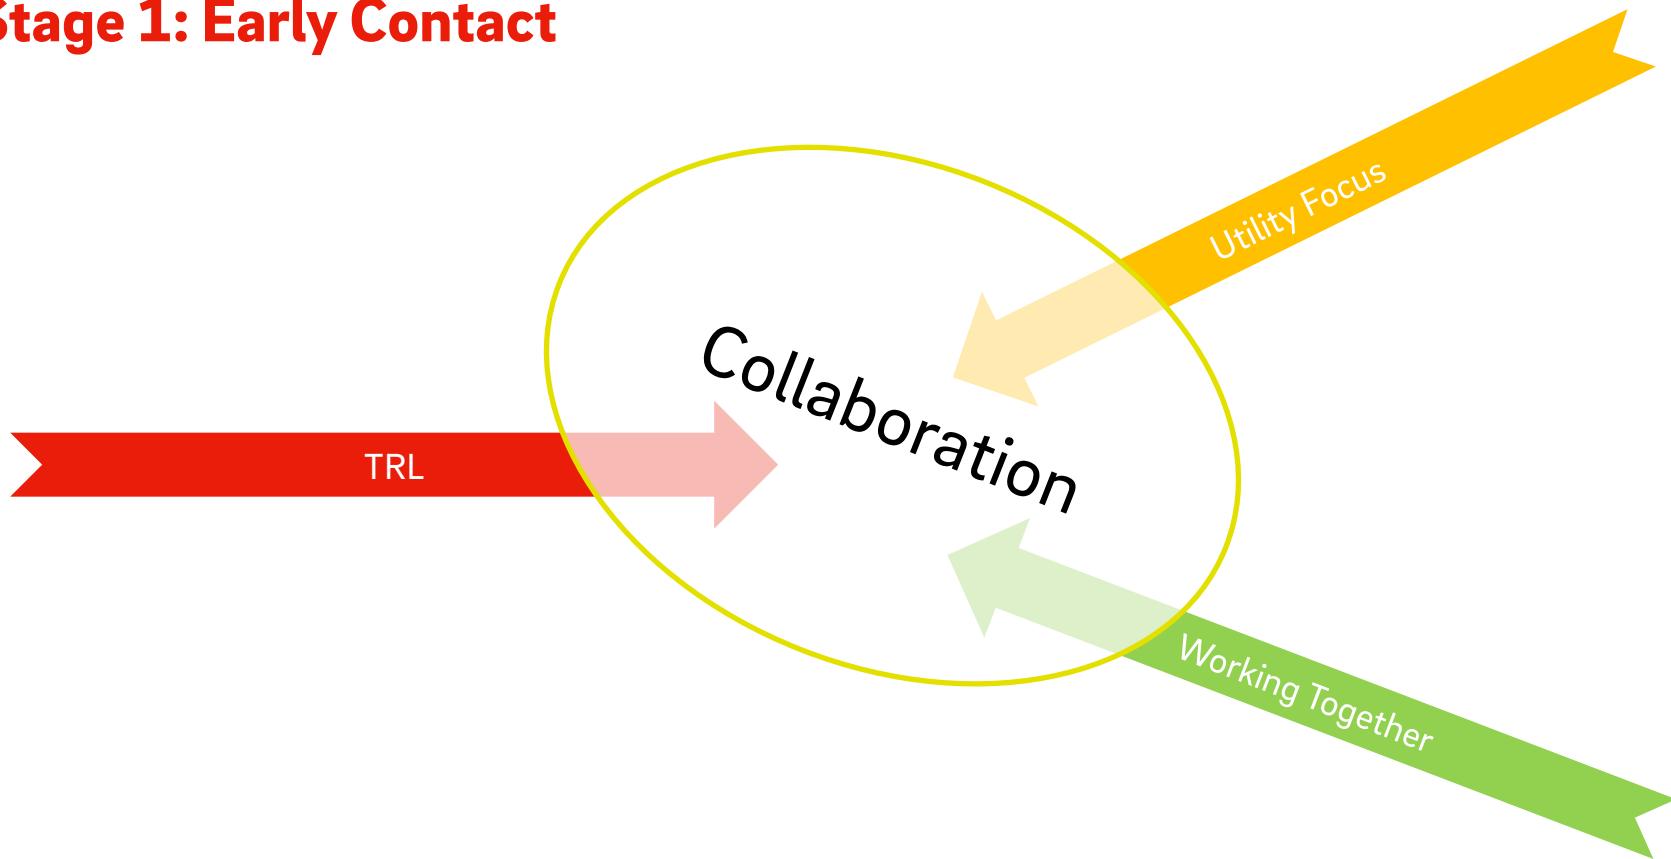 Stage 1: Early Contact
Utility Focus
Collaboration
TRL
Working Together